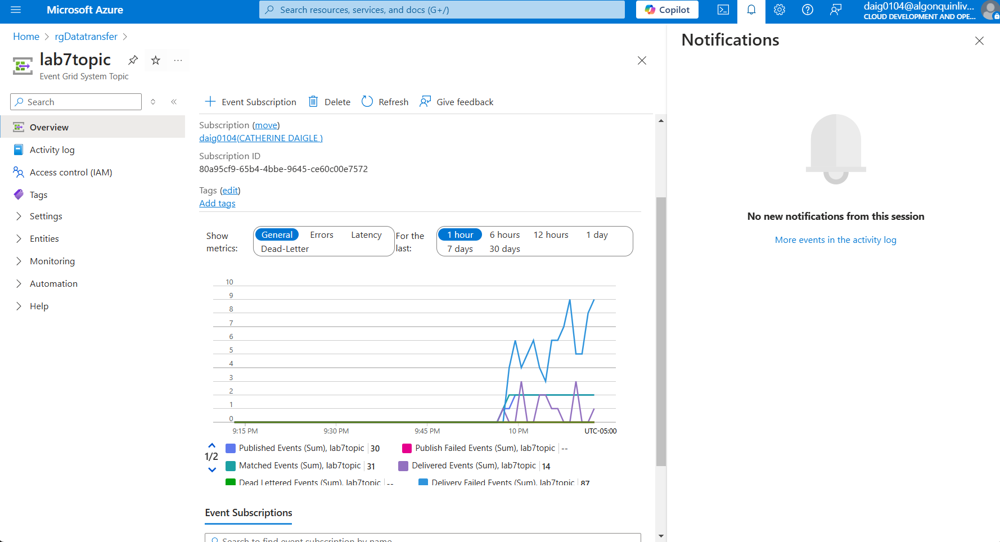 Microsoft Azure
Search resources, services, and docs (G+/)
Copilot
daig0104@algonquinliv...
CLOUD DEVELOPMENT AND OPE...
Home > rgDatatransfer >
lab7topic
Event Grid System Topic
Search
Overview
Activity log
Access control (IAM)
Tags
Settings
Entities
Monitoring
Automation
Help
Event Subscription
Delete
Refresh
Give feedback
Subscription (move)
daig0104(CATHERINE DAIGLE )
Subscription ID
80a95cf9-65b4-4bbe-9645-ce60c00e7572
Tags (edit)
Add tags
Show metrics:
General Errors Latency
Dead-Letter
For the last:
1 hour 6 hours 12 hours 1 day
7 days 30 days
10
9
8
7
6
5
4
3
2
1
0
9:15 PM 9:30 PM 9:45 PM 10 PM UTC-05:00
1/2
Published Events (Sum), lab7topic 30
Publish Failed Events (Sum), lab7topic --
Matched Events (Sum), lab7topic 31
Delivered Events (Sum), lab7topic 14
Dead Lettered Events (Sum), lab7topic --
Delivery Failed Events (Sum), lab7topic 87
Event Subscriptions
Search to find event subscription by name
Notifications
No new notifications from this session
More events in the activity log